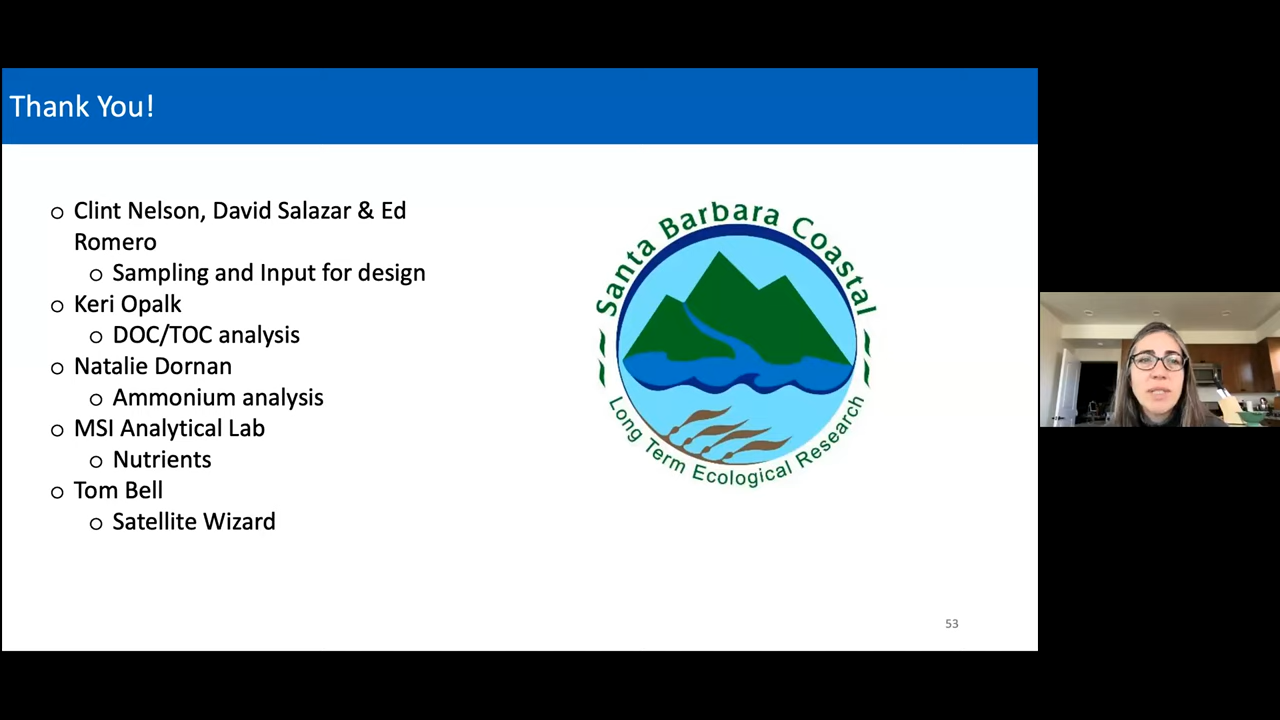 Thank You!
Clint Nelson, David Salazar & Ed
Romero
Sampling and Input for design
Keri Opalk
DOC/TOC analysis
Natalie Dornan
Ammonium analysis
MSI Analytical Lab
Nutrients
Tom Bell
Satellite Wizard
Santa Barbara Coastal
Long Term Ecological Research
53